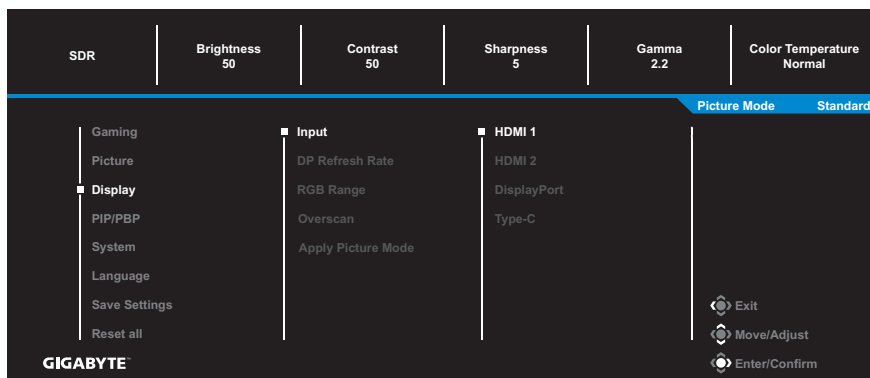 SDR
Brightness
50
Contrast
50
Sharpness
5
Gamma
2.2
Color Temperature
Normal
Picture Mode Standard
Gaming
Picture
Display
PIP/PBP
System
Language
Save Settings
Reset all
Input
DP Refresh Rate
RGB Range
Overscan
Apply Picture Mode
HDMI 1
HDMI 2
DisplayPort
Type-C
Exit
Move/Adjust
Enter/Confirm
GIGABYTE™